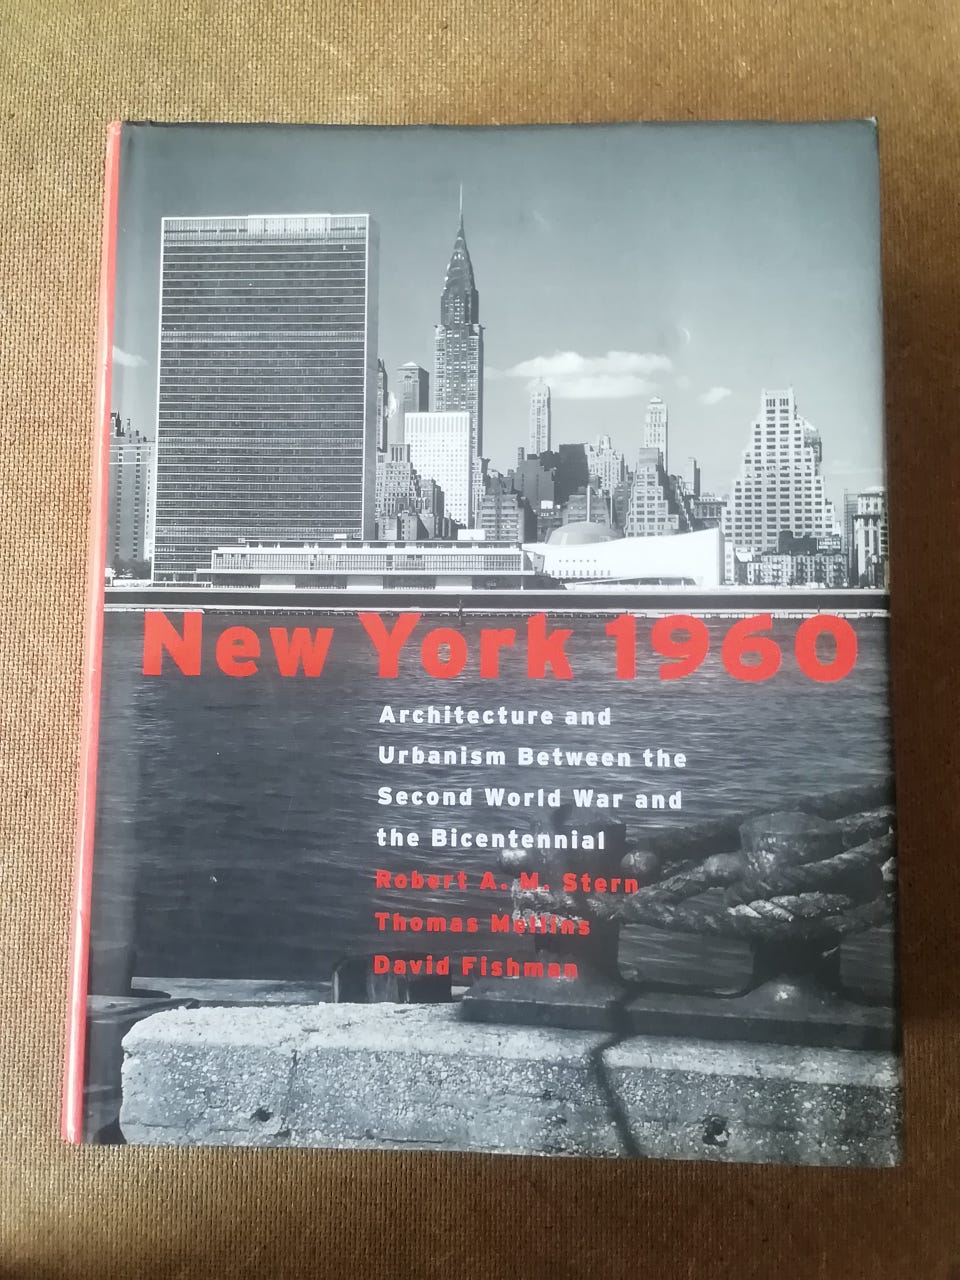 New York 1960
Architecture and
Urbanism Between the
Second World War and
the Bicentennial
Robert A. M. Stern
Thomas Mellins
David Fishman